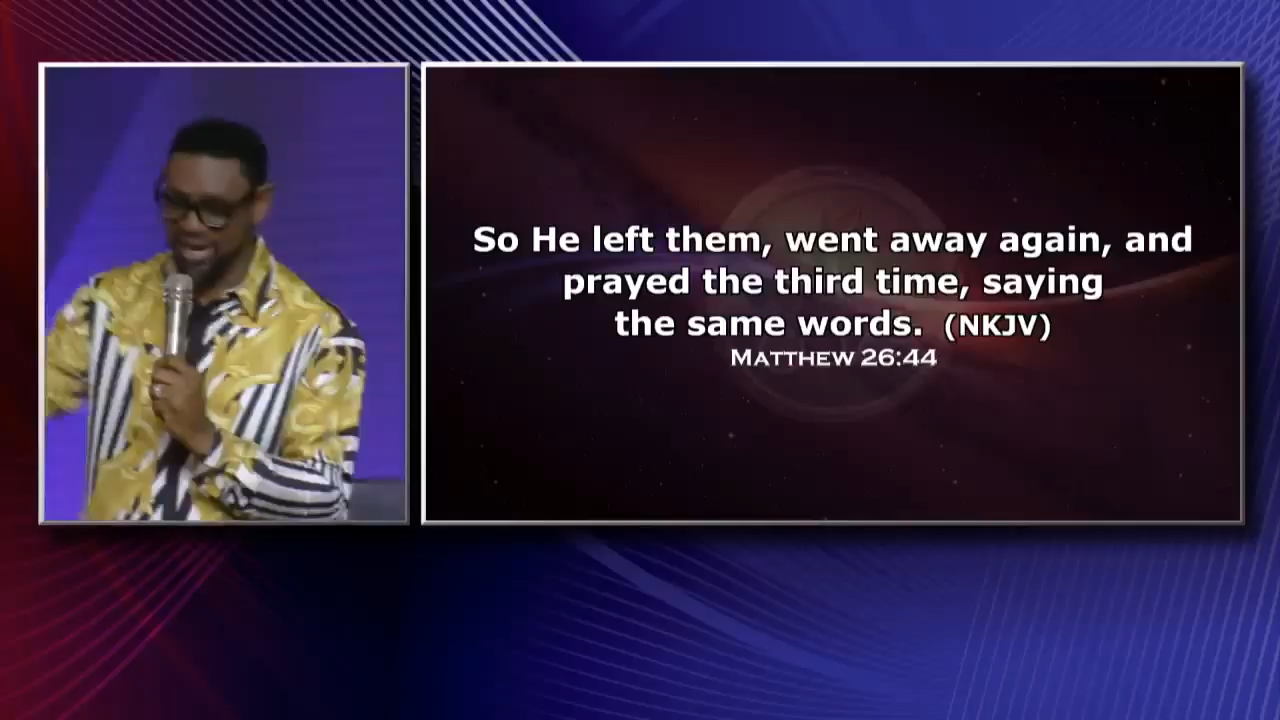 So He left them, went away again, and
prayed the third time, saying
the same words. (NKJV)
Matthew 26:44